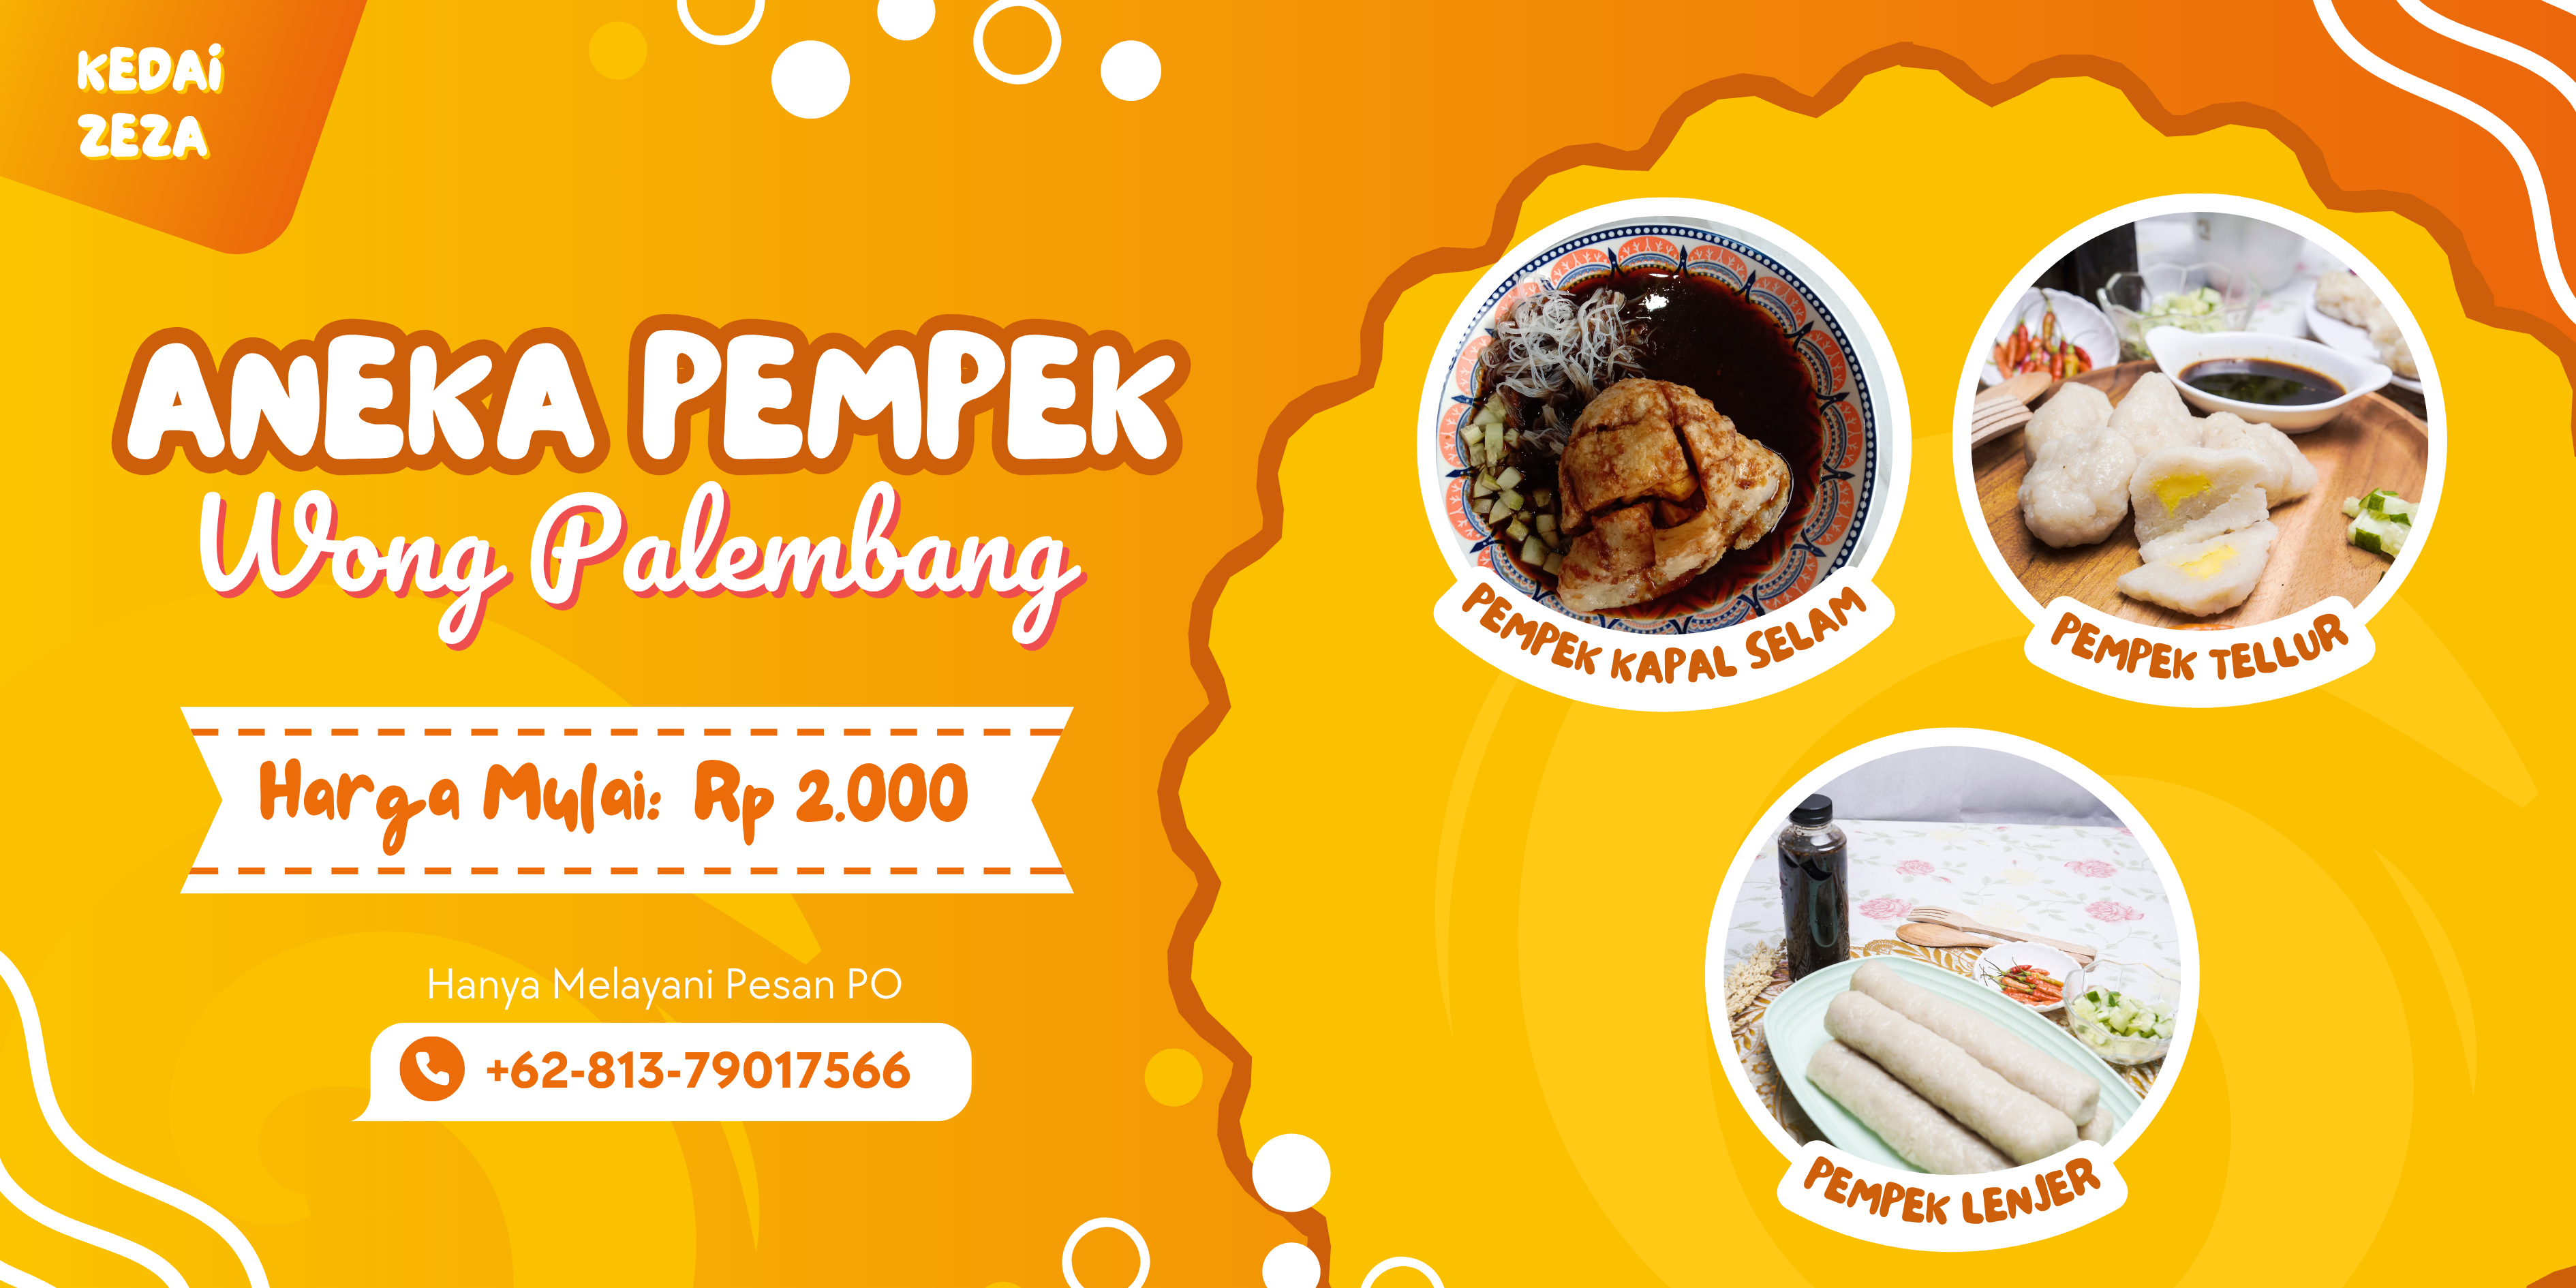 KEDAi
ZEZA
ANEKA PEMPEK
Wong Palembang
Harga Mulai: Rp 2.000
Hanya Melayani Pesan PO
+62-813-79017566
PEMPEK KAPAL SELAM
PEMPEK TELLUR
PEMPEK LENJER